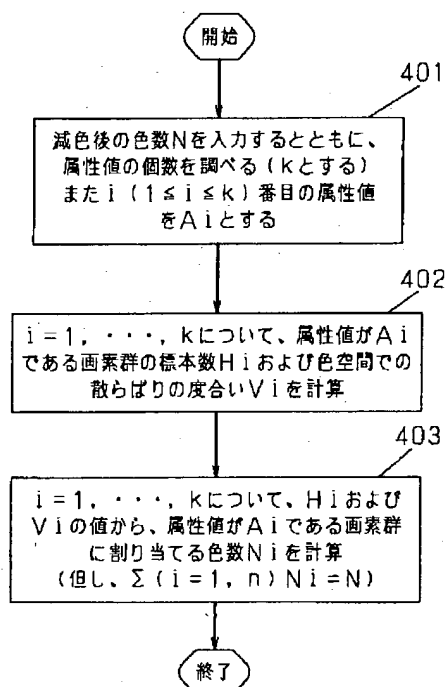 開始
401
減色後の色数Nを入力するとともに、
属性値の個数を調べる(kとする)
またi(1≦i≦k)番目の属性値
をAiとする
402
i=1,・・・,kについて、属性値がAi
である画素群の標本数Hiおよび色空間での
散らばりの度合いViを計算
403
i=1,・・・,kについて、Hiおよび
Viの値から、属性値がAiである画素群
に割り当てる色数Niを計算
(但し、Σ(i=1,n)Ni=N)
終了